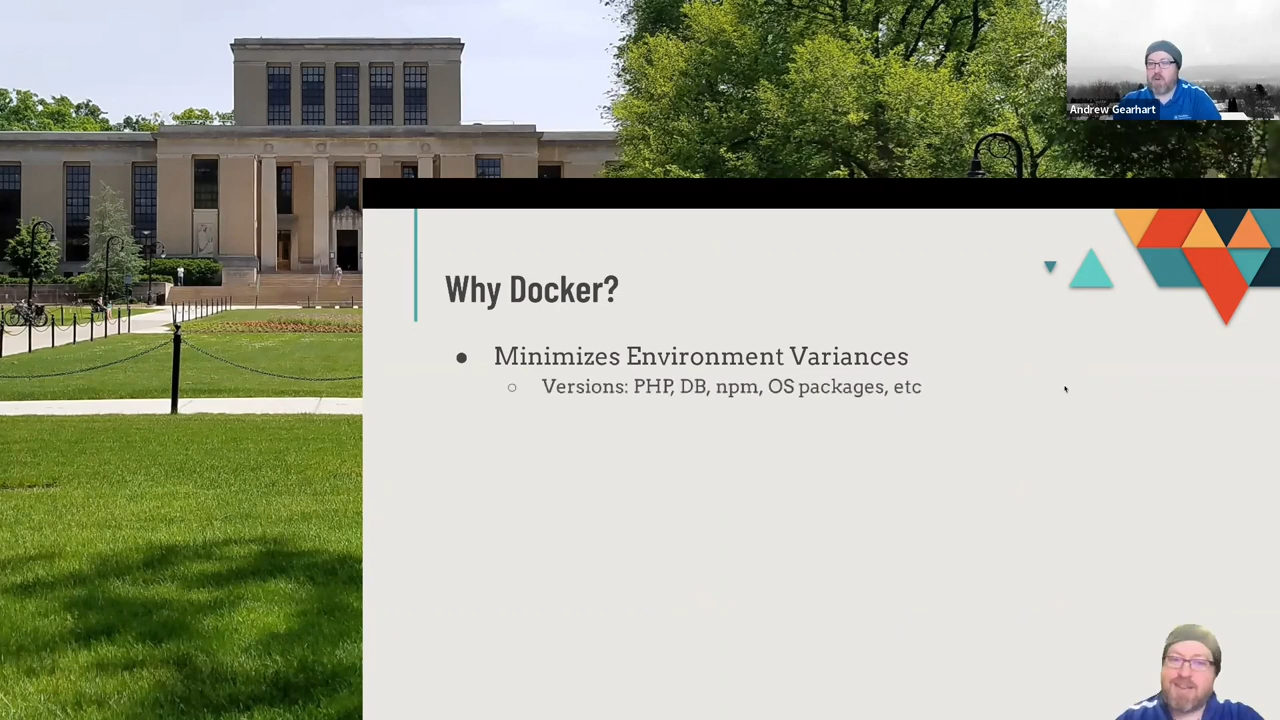 Andrew Gearhart
Why Docker?
● Minimizes Environment Variances
○ Versions: PHP, DB, npm, OS packages, etc